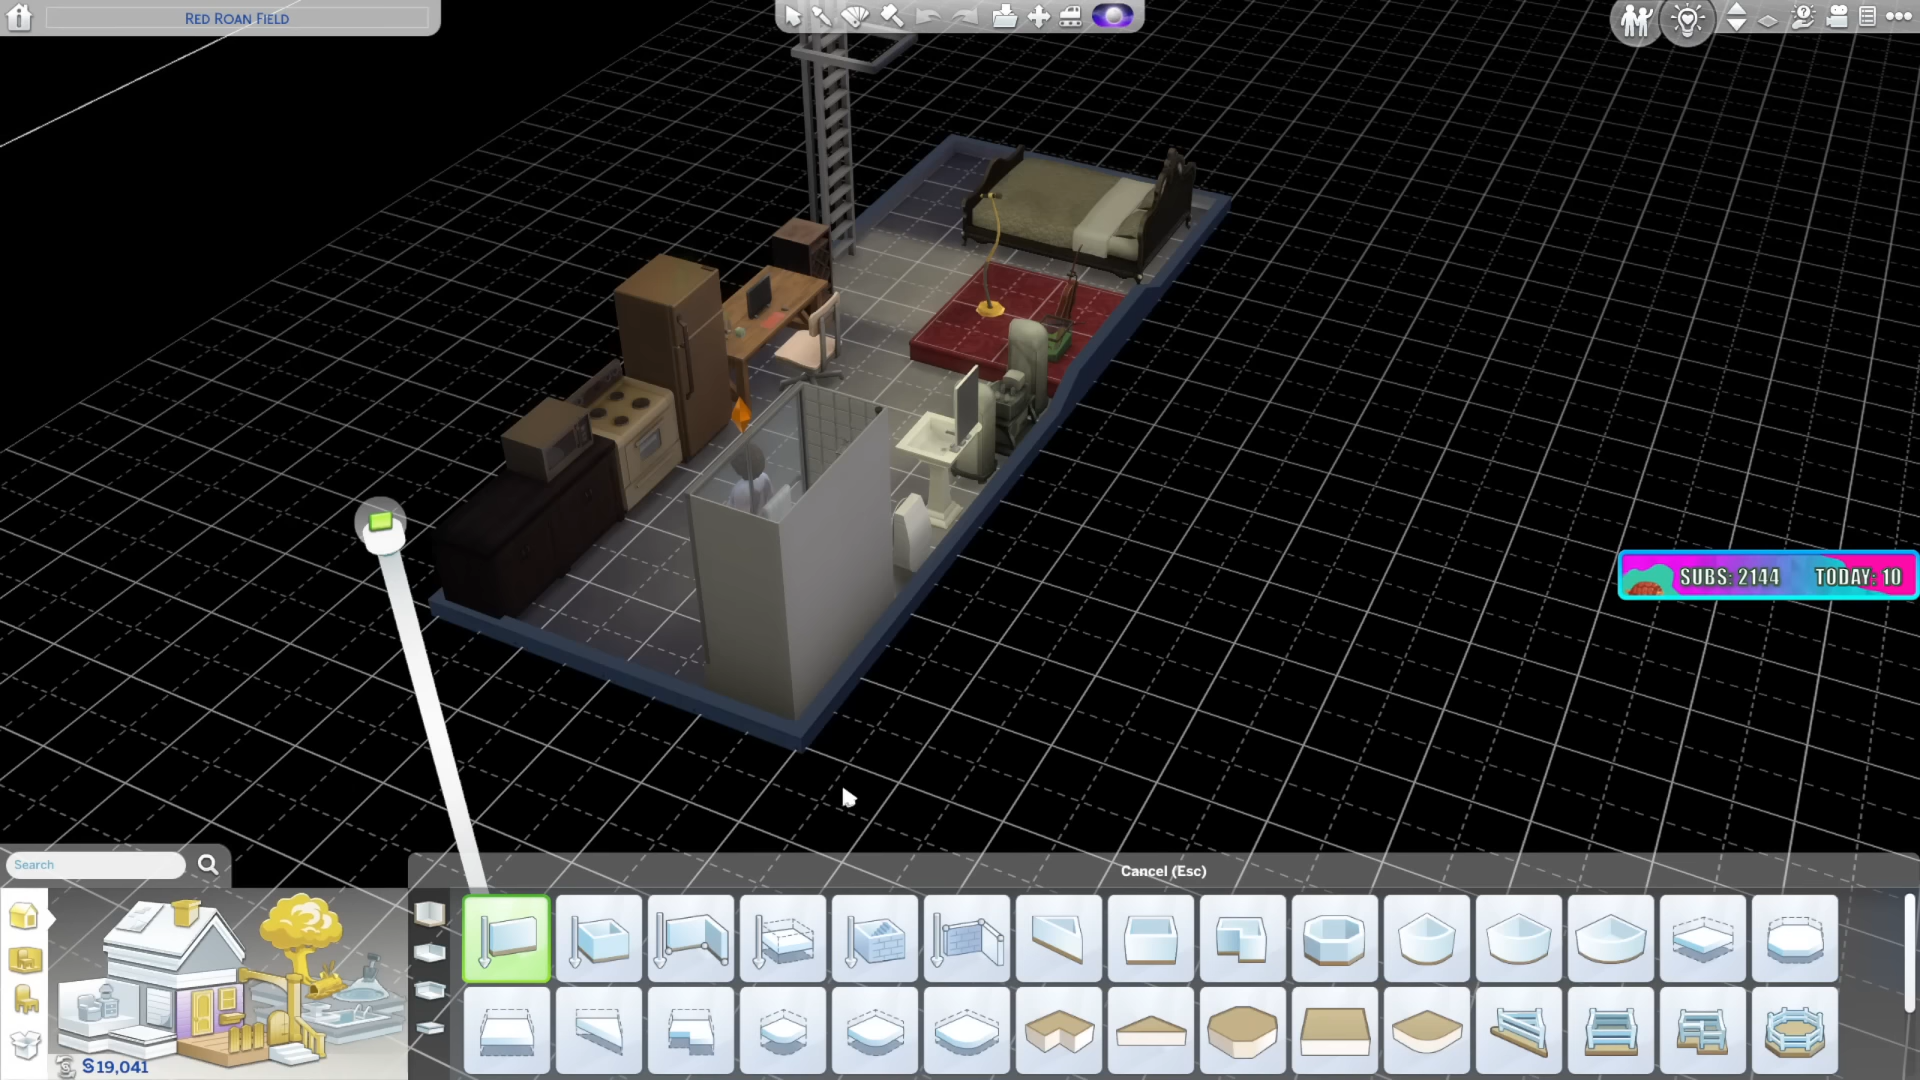 RED ROAN FIELD
SUBS: 2144 TODAY: 10
Search
Cancel (Esc)
§19,041